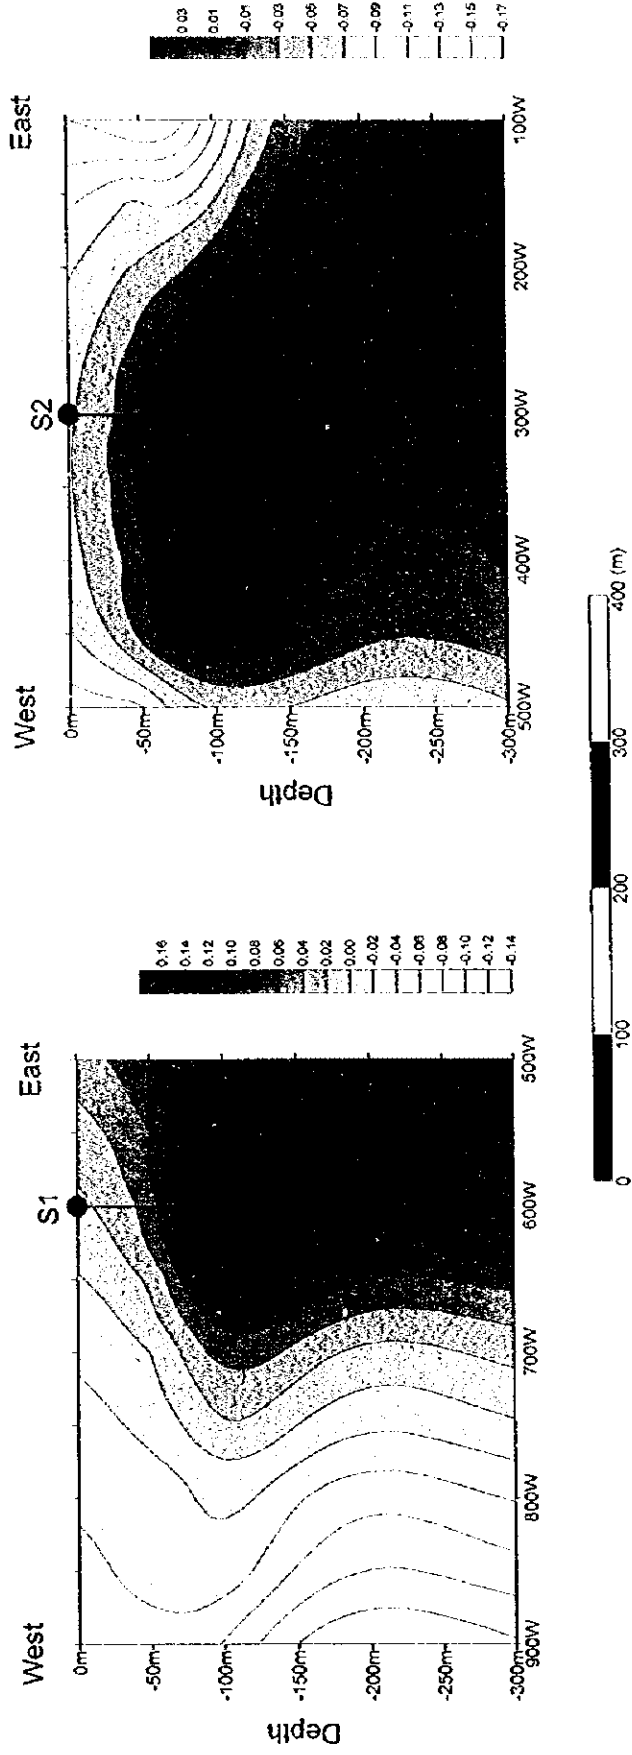 West
S1
East
0m
-50m
-100m
-150m
-200m
-250m
-300m
Depth
900W
800W
700W
600W
500W
0.16
0.14
0.12
0.10
0.08
0.06
0.04
0.02
0.00
-0.02
-0.04
-0.06
-0.08
-0.10
-0.12
-0.14
West
S2
East
0m
-50m
-100m
-150m
-200m
-250m
-300m
Depth
500W
400W
300W
200W
100W
0.03
0.01
-0.01
-0.03
-0.05
-0.07
-0.09
-0.11
-0.13
-0.15
-0.17
0
100
200
300
400 (m)